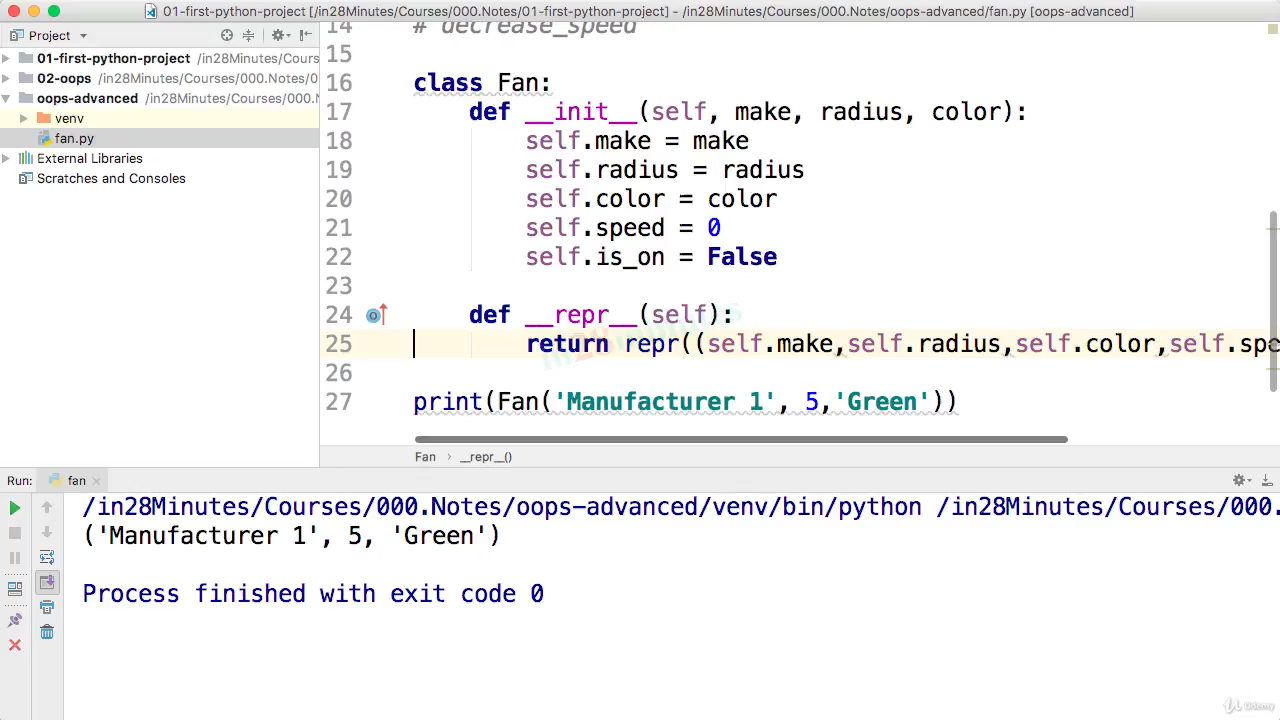 01-first-python-project [/in28Minutes/Courses/000.Notes/01-first-python-project] - /in28Minutes/Courses/000.Notes/oops-advanced/fan.py [oops-advanced]
Project
01-first-python-project /in28Minutes/Cours
02-oops /in28Minutes/Courses/000.Notes/0
oops-advanced /in28Minutes/Courses/000.N
venv
fan.py
External Libraries
Scratches and Consoles
14 # decrease_speed
15
16 class Fan:
17 def __init__(self, make, radius, color):
18 self.make = make
19 self.radius = radius
20 self.color = color
21 self.speed = 0
22 self.is_on = False
23
24 def __repr__(self):
25 return repr((self.make,self.radius,self.color,self.spe
26
27 print(Fan('Manufacturer 1', 5,'Green'))
in28minutes
Fan › __repr__()
Run: fan
/in28Minutes/Courses/000.Notes/oops-advanced/venv/bin/python /in28Minutes/Courses/000.
('Manufacturer 1', 5, 'Green')
Process finished with exit code 0
Udemy